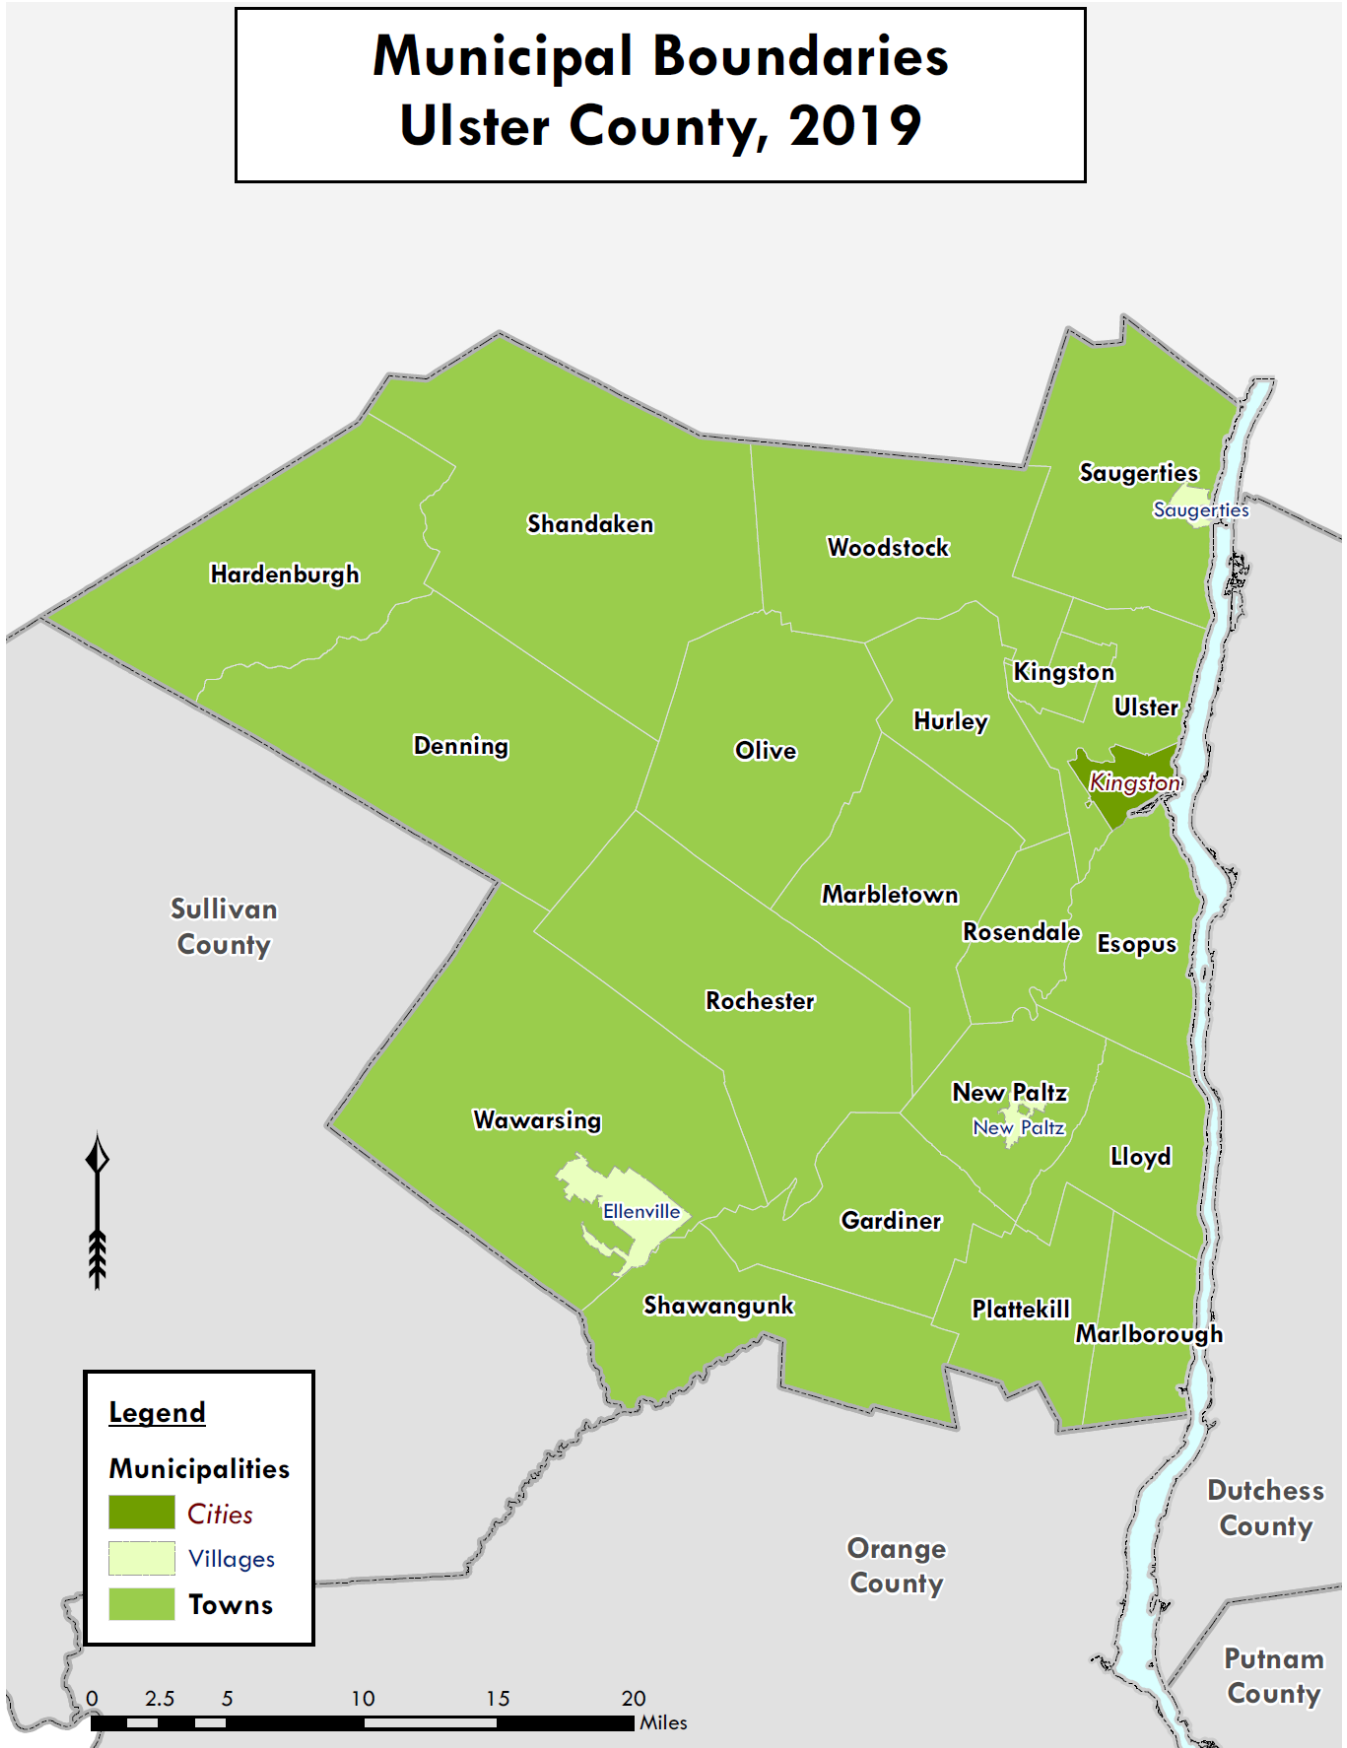 Municipal Boundaries
Ulster County, 2019
Saugerties
Saugerties
Shandaken
Woodstock
Hardenburgh
Kingston
Ulster
Hurley
Denning
Olive
Kingston
Marbletown
Sullivan
County
Rosendale
Esopus
Rochester
New Paltz
New Paltz
Wawarsing
Lloyd
Ellenville
Gardiner
Shawangunk
Plattekill
Marlborough
Legend
Municipalities
Cities
Villages
Towns
Dutchess
County
Orange
County
Putnam
County
0 2.5 5 10 15 20
Miles